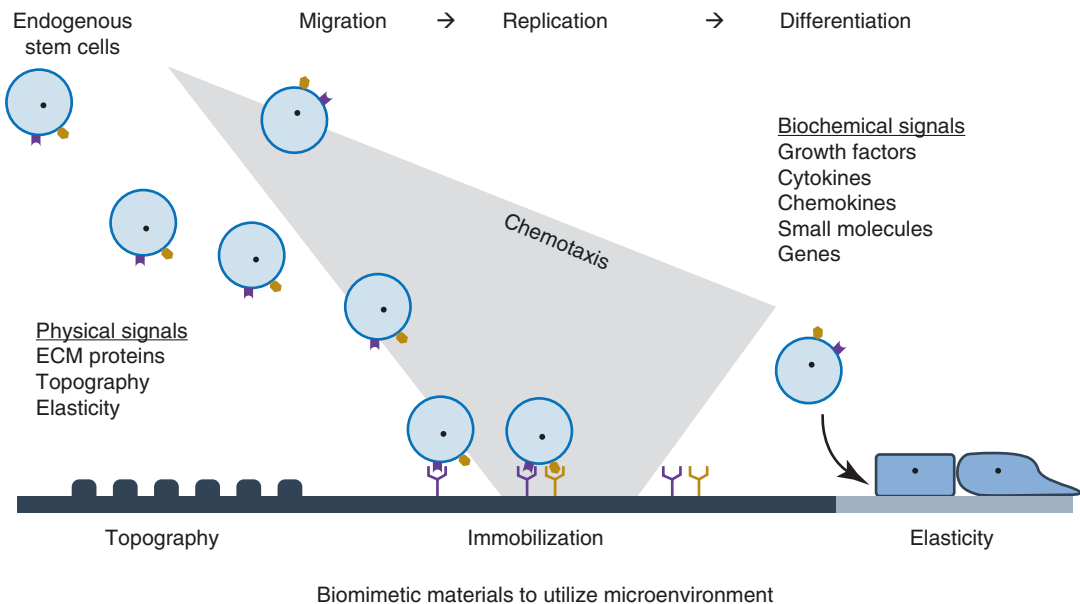 Endogenous
stem cells
Migration → Replication → Differentiation
Biochemical signals
Growth factors
Cytokines
Chemokines
Small molecules
Genes
Chemotaxis
Physical signals
ECM proteins
Topography
Elasticity
Topography
Immobilization
Elasticity
Biomimetic materials to utilize microenvironment